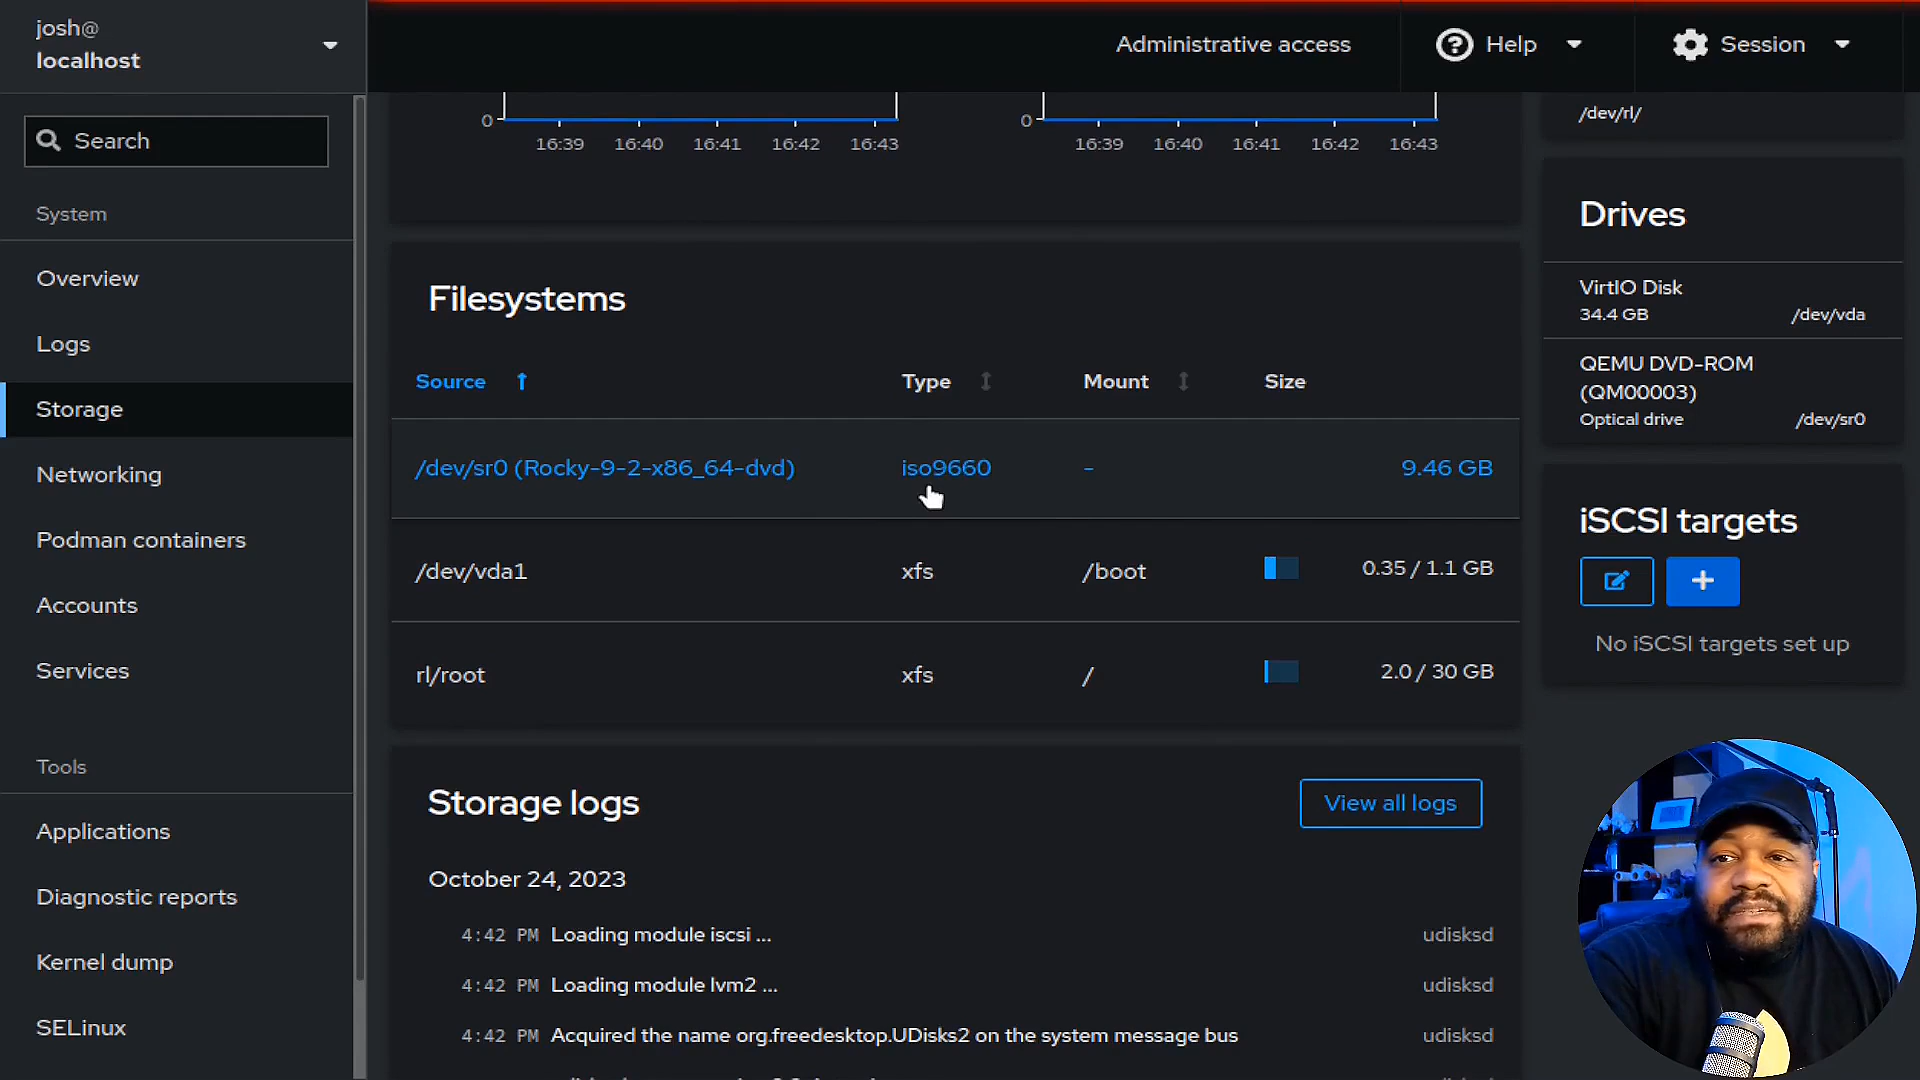 josh@
localhost
Administrative access
Help
Session
Search
System
Overview
Logs
Storage
Networking
Podman containers
Accounts
Services
Tools
Applications
Diagnostic reports
Kernel dump
SELinux
0
16:39 16:40 16:41 16:42 16:43
0
16:39 16:40 16:41 16:42 16:43
Filesystems
Source Type Mount Size
/dev/sr0 (Rocky-9-2-x86_64-dvd) iso9660 - 9.46 GB
/dev/vda1 xfs /boot 0.35 / 1.1 GB
rl/root xfs / 2.0 / 30 GB
Storage logs
View all logs
October 24, 2023
4:42 PM Loading module iscsi ... udisksd
4:42 PM Loading module lvm2 ... udisksd
4:42 PM Acquired the name org.freedesktop.UDisks2 on the system message bus udisksd
/dev/rl/
Drives
VirtIO Disk
34.4 GB /dev/vda
QEMU DVD-ROM
(QM00003)
Optical drive /dev/sr0
iSCSI targets
No iSCSI targets set up